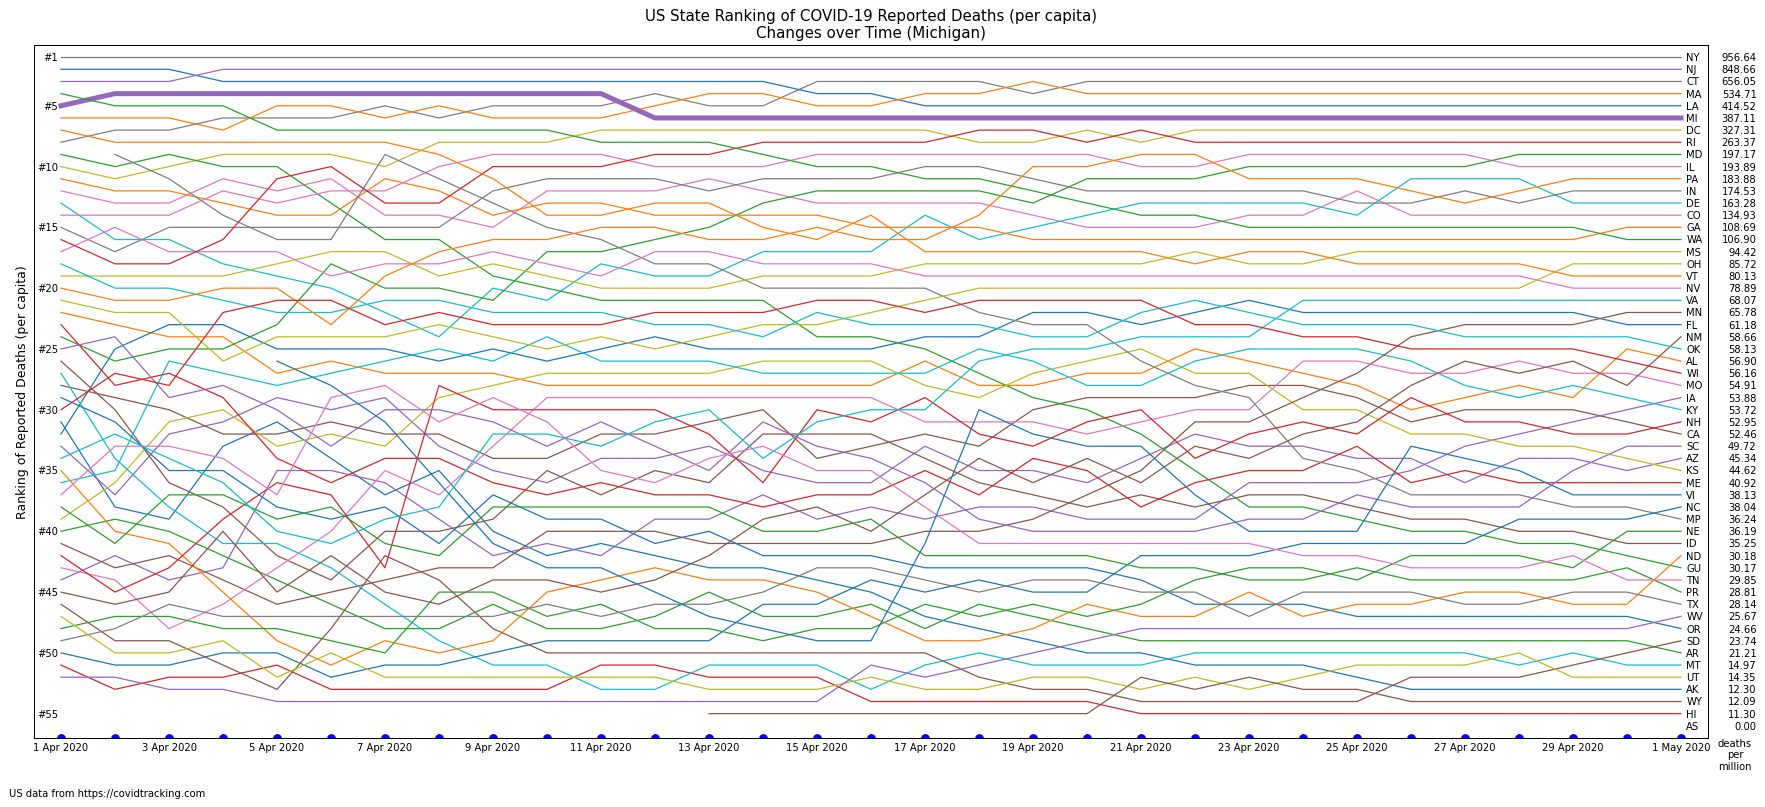 US State Ranking of COVID-19 Reported Deaths (per capita)
Changes over Time (Michigan)
Ranking of Reported Deaths (per capita)
#1
#5
#10
#15
#20
#25
#30
#35
#40
#45
#50
#55
NY 956.64
NJ 848.66
CT 656.05
MA 534.71
LA 414.52
MI 387.11
DC 327.31
RI 263.37
MD 197.17
IL 193.89
PA 183.88
IN 174.53
DE 163.28
CO 134.93
GA 108.69
WA 106.90
MS 94.42
OH 85.72
VT 80.13
NV 78.89
VA 68.07
MN 65.78
FL 61.18
NM 58.66
OK 58.13
AL 56.90
WI 56.16
MO 54.91
IA 53.88
KY 53.72
NH 52.95
CA 52.46
SC 49.72
AZ 45.34
KS 44.62
ME 40.92
VI 38.13
NC 38.04
MP 36.24
NE 36.19
ID 35.25
ND 30.18
GU 30.17
TN 29.85
PR 28.81
TX 28.14
WV 25.67
OR 24.66
SD 23.74
AR 21.21
MT 14.97
UT 14.35
AK 12.30
WY 12.09
HI 11.30
AS 0.00
1 Apr 2020 3 Apr 2020 5 Apr 2020 7 Apr 2020 9 Apr 2020 11 Apr 2020 13 Apr 2020 15 Apr 2020 17 Apr 2020 19 Apr 2020 21 Apr 2020 23 Apr 2020 25 Apr 2020 27 Apr 2020 29 Apr 2020 1 May 2020
deaths
per
million
US data from https://covidtracking.com